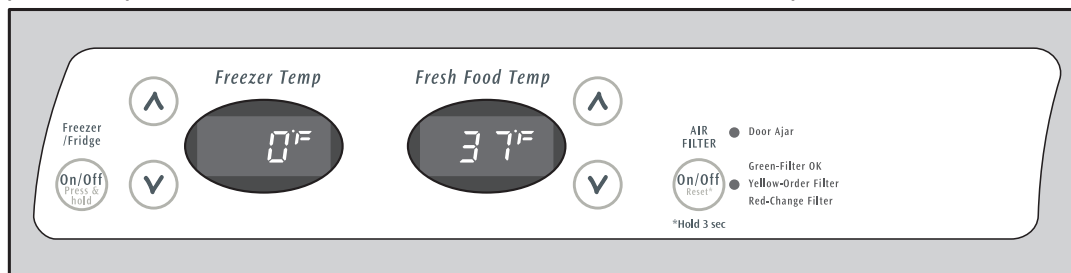 Freezer Temp
Fresh Food Temp
Freezer
/Fridge
On/Off
Press &
hold
0°F
37°F
AIR
FILTER
Door Ajar
On/Off
Reset*
*Hold 3 sec
Green-Filter OK
Yellow-Order Filter
Red-Change Filter